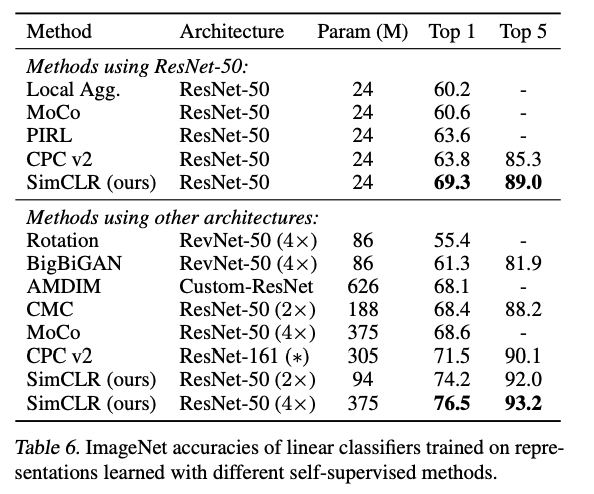 Method Architecture Param (M) Top 1 Top 5
Methods using ResNet-50:
Local Agg. ResNet-50 24 60.2 -
MoCo ResNet-50 24 60.6 -
PIRL ResNet-50 24 63.6 -
CPC v2 ResNet-50 24 63.8 85.3
SimCLR (ours) ResNet-50 24 69.3 89.0
Methods using other architectures:
Rotation RevNet-50 (4×) 86 55.4 -
BigBiGAN RevNet-50 (4×) 86 61.3 81.9
AMDIM Custom-ResNet 626 68.1 -
CMC ResNet-50 (2×) 188 68.4 88.2
MoCo ResNet-50 (4×) 375 68.6 -
CPC v2 ResNet-161 (∗) 305 71.5 90.1
SimCLR (ours) ResNet-50 (2×) 94 74.2 92.0
SimCLR (ours) ResNet-50 (4×) 375 76.5 93.2
Table 6. ImageNet accuracies of linear classifiers trained on repre-
sentations learned with different self-supervised methods.